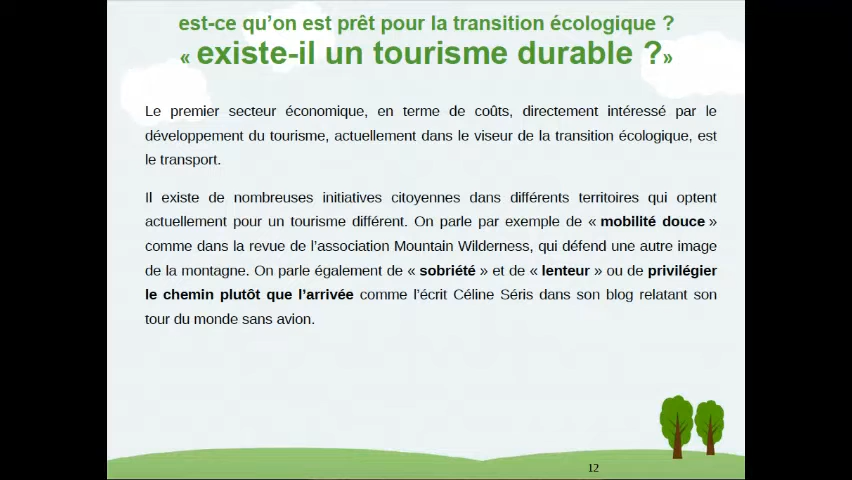 est-ce qu’on est prêt pour la transition écologique ?
« existe-il un tourisme durable ?»
Le premier secteur économique, en terme de coûts, directement intéressé par le
développement du tourisme, actuellement dans le viseur de la transition écologique, est
le transport.
Il existe de nombreuses initiatives citoyennes dans différents territoires qui optent
actuellement pour un tourisme différent. On parle par exemple de « mobilité douce »
comme dans la revue de l’association Mountain Wilderness, qui défend une autre image
de la montagne. On parle également de « sobriété » et de « lenteur » ou de privilégier
le chemin plutôt que l’arrivée comme l’écrit Céline Séris dans son blog relatant son
tour du monde sans avion.
12